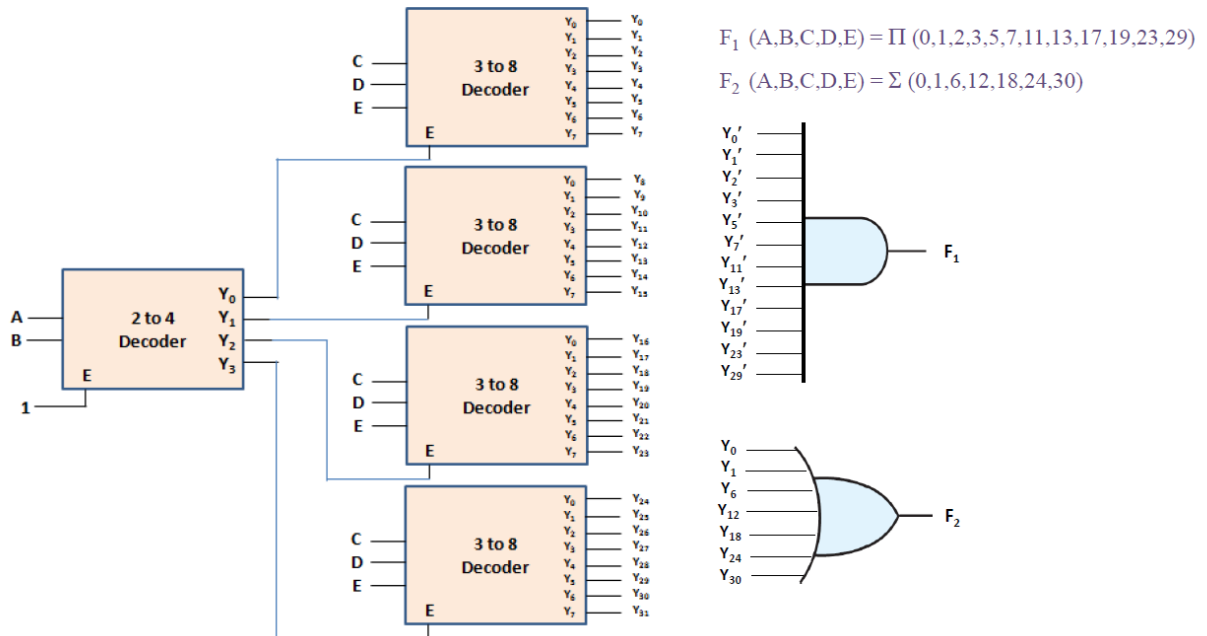 F₁ (A,B,C,D,E) = Π (0,1,2,3,5,7,11,13,17,19,23,29)
F₂ (A,B,C,D,E) = Σ (0,1,6,12,18,24,30)
A
B
2 to 4
Decoder
Y₀
Y₁
Y₂
Y₃
E
1
C
D
E
3 to 8
Decoder
E
Y₀ Y₀
Y₁ Y₁
Y₂ Y₂
Y₃ Y₃
Y₄ Y₄
Y₅ Y₅
Y₆ Y₆
Y₇ Y₇
C
D
E
3 to 8
Decoder
E
Y₀ Y₈
Y₁ Y₉
Y₂ Y₁₀
Y₃ Y₁₁
Y₄ Y₁₂
Y₅ Y₁₃
Y₆ Y₁₄
Y₇ Y₁₅
C
D
E
3 to 8
Decoder
E
Y₀ Y₁₆
Y₁ Y₁₇
Y₂ Y₁₈
Y₃ Y₁₉
Y₄ Y₂₀
Y₅ Y₂₁
Y₆ Y₂₂
Y₇ Y₂₃
C
D
E
3 to 8
Decoder
E
Y₀ Y₂₄
Y₁ Y₂₅
Y₂ Y₂₆
Y₃ Y₂₇
Y₄ Y₂₈
Y₅ Y₂₉
Y₆ Y₃₀
Y₇ Y₃₁
Y₀′
Y₁′
Y₂′
Y₃′
Y₅′
Y₇′
Y₁₁′
Y₁₃′
Y₁₇′
Y₁₉′
Y₂₃′
Y₂₉′
F₁
Y₀
Y₁
Y₆
Y₁₂
Y₁₈
Y₂₄
Y₃₀
F₂